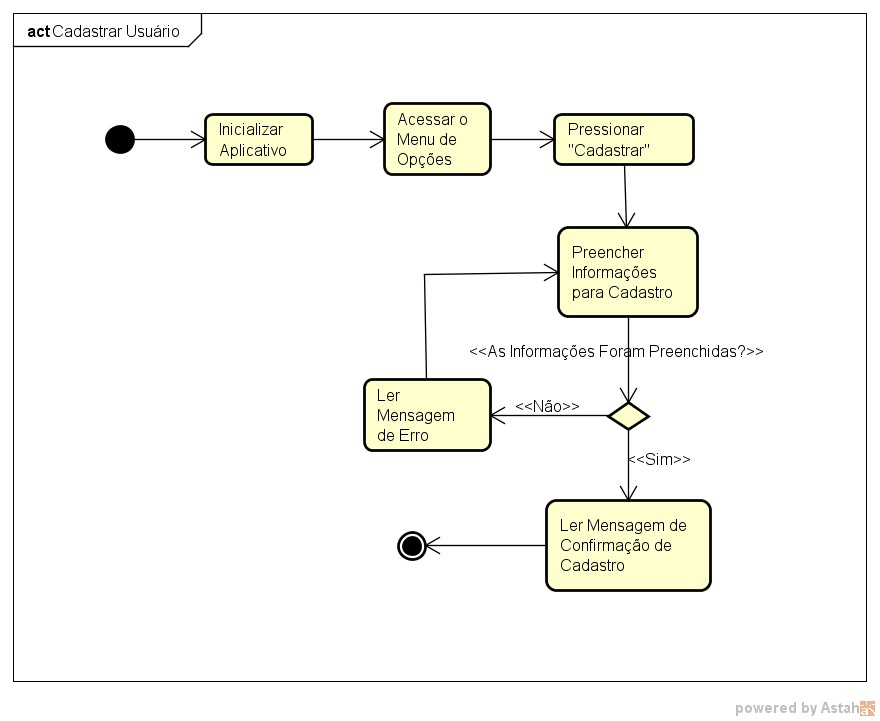 act Cadastrar Usuário
Inicializar
Aplicativo
Acessar o
Menu de
Opções
Pressionar
"Cadastrar"
Preencher
Informações
para Cadastro
<<As Informações Foram Preenchidas?>>
Ler
Mensagem
de Erro
<<Não>>
<<Sim>>
Ler Mensagem de
Confirmação de
Cadastro
powered by Astah